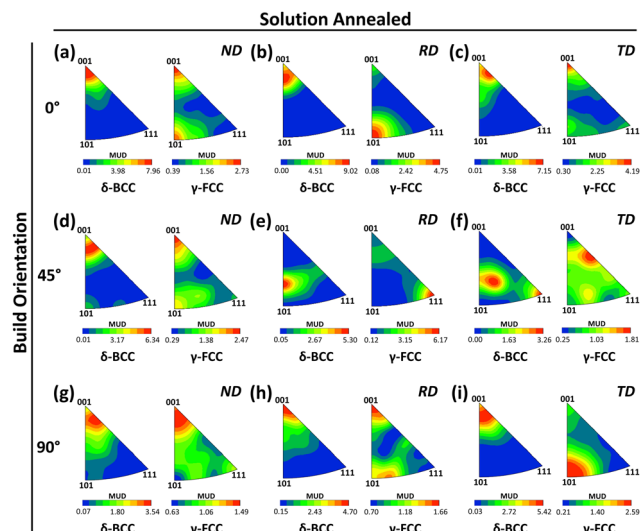 Solution Annealed
Build Orientation
0°
(a) ND
001 001
101 111 101 111
MUD MUD
0.01 3.98 7.96 0.39 1.56 2.73
δ-BCC γ-FCC
(b) RD
001 001
101 111 101 111
MUD MUD
0.00 4.51 9.02 0.08 2.42 4.75
δ-BCC γ-FCC
(c) TD
001 001
101 111 101 111
MUD MUD
0.01 3.58 7.15 0.30 2.25 4.19
δ-BCC γ-FCC
45°
(d) ND
001 001
101 111 101 111
MUD MUD
0.01 3.17 6.34 0.29 1.38 2.47
δ-BCC γ-FCC
(e) RD
001 001
101 111 101 111
MUD MUD
0.05 2.67 5.30 0.12 3.15 6.17
δ-BCC γ-FCC
(f) TD
001 001
101 111 101 111
MUD MUD
0.00 1.63 3.26 0.25 1.03 1.81
δ-BCC γ-FCC
90°
(g) ND
001 001
101 111 101 111
MUD MUD
0.07 1.80 3.54 0.63 1.06 1.49
δ-BCC γ-FCC
(h) RD
001 001
101 111 101 111
MUD MUD
0.15 2.43 4.70 0.70 1.18 1.66
δ-BCC γ-FCC
(i) TD
001 001
101 111 101 111
MUD MUD
0.03 2.72 5.42 0.21 1.40 2.59
δ-BCC γ-FCC